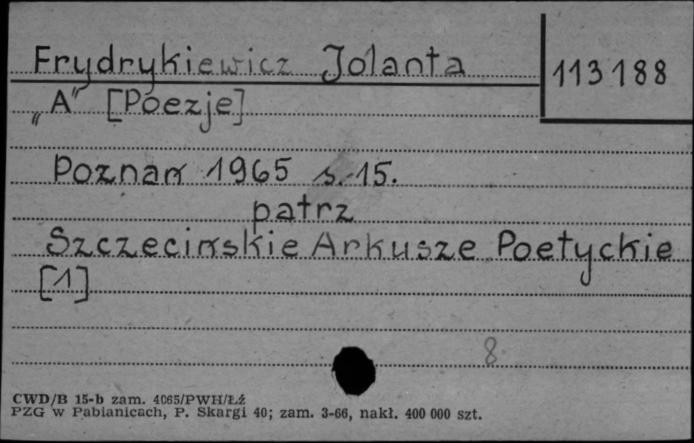 Frydrykiewicz Jolanta
113188
„A" [Poezje]
Poznań 1965 s. 15.
patrz
Szczecińskie Arkusze Poetyckie
[1]
8
CWD/B 15-b zam. 4065/PWH/Łź
PZG w Pabianicach, P. Skargi 40; zam. 3-66, nakł. 400 000 szt.